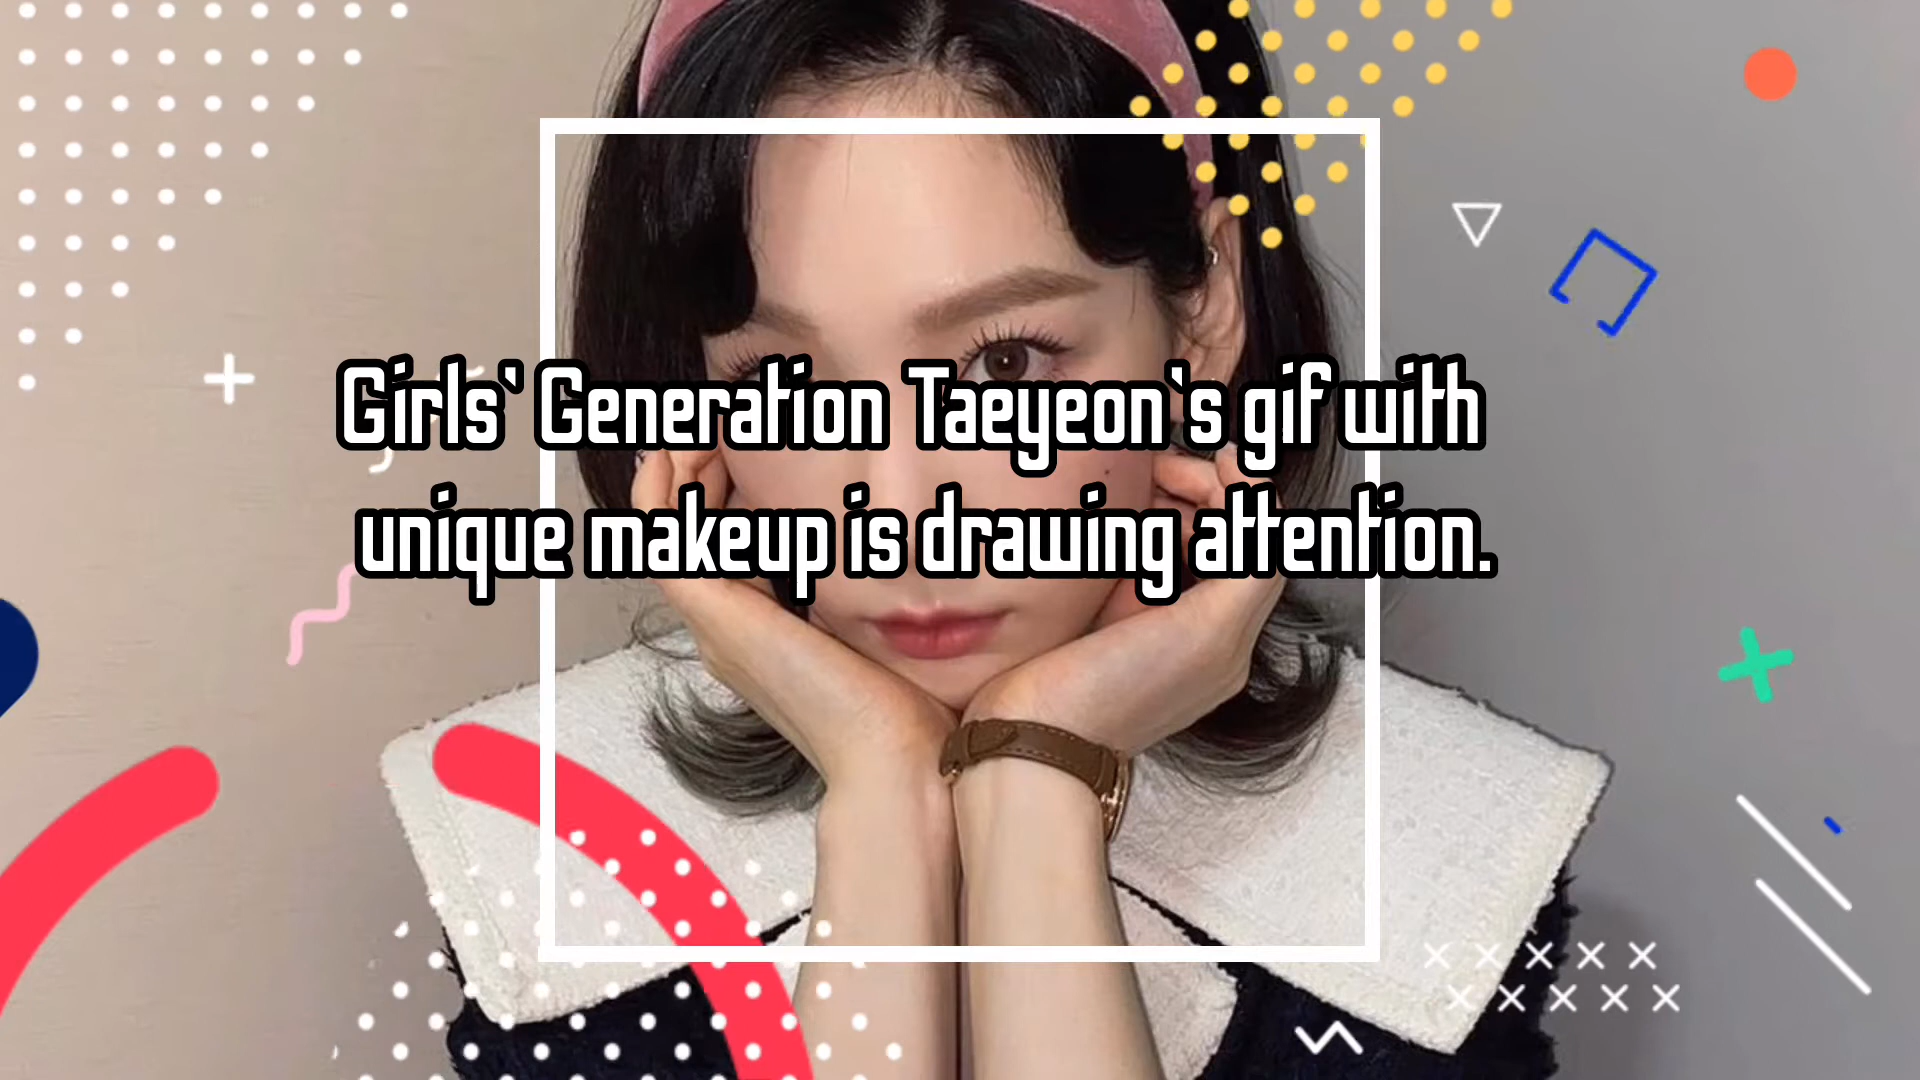 Girls' Generation Taeyeon's gif with
unique makeup is drawing attention.